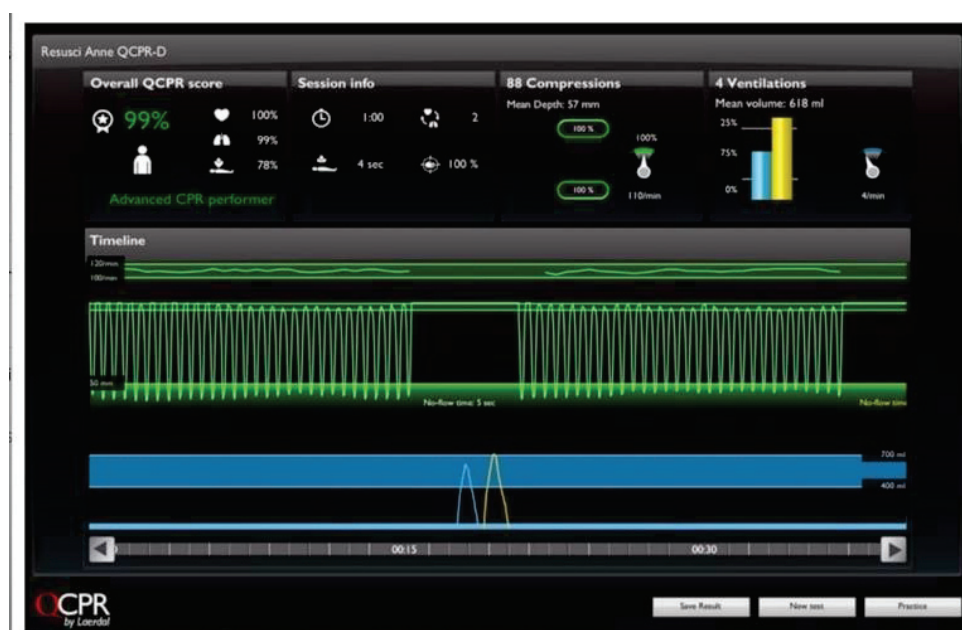 Resusci Anne QCPR-D
Overall QCPR score
99%
100%
99%
78%
Advanced CPR performer
Session info
1:00
2
4 sec
100 %
88 Compressions
Mean Depth: 57 mm
100 %
100%
100 %
110/min
4 Ventilations
Mean volume: 618 ml
25%
75%
0%
4/min
Timeline
120/min
100/min
50 mm
No-flow time: 5 sec
No-flow time
700 ml
400 ml
00:15
00:30
QCPR
by Laerdal
Save Result
New test
Practice